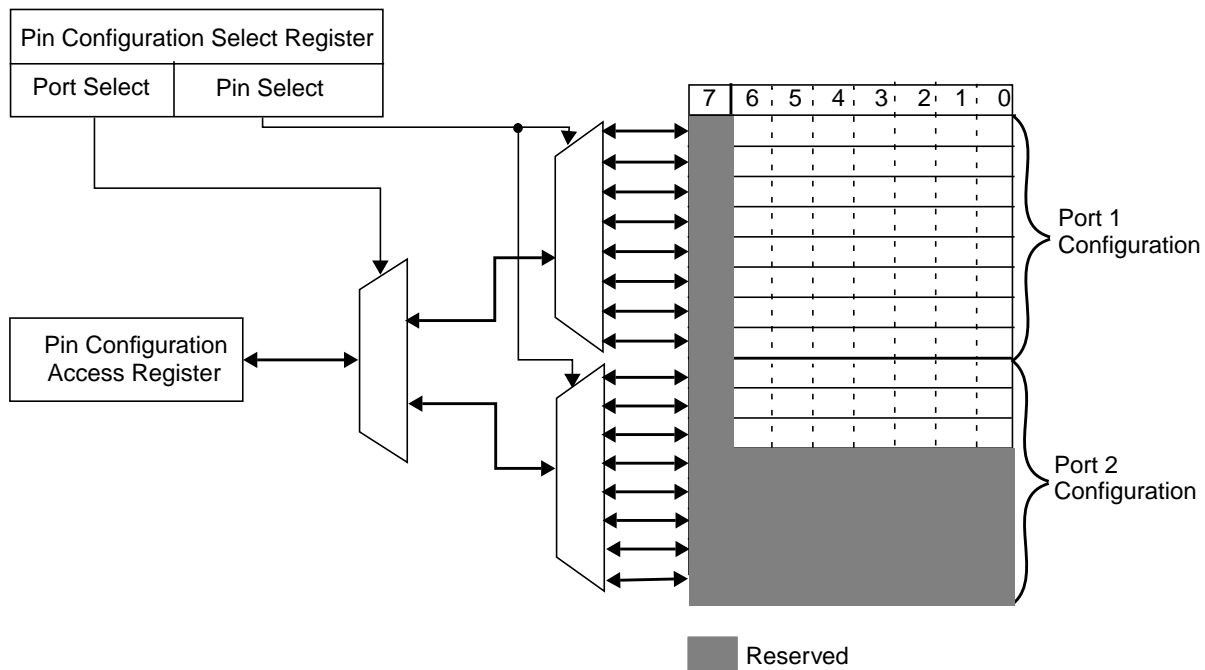 Pin Configuration Select Register
Port Select Pin Select
7 6 5 4 3 2 1 0
Port 1
Configuration
Pin Configuration
Access Register
Port 2
Configuration
Reserved